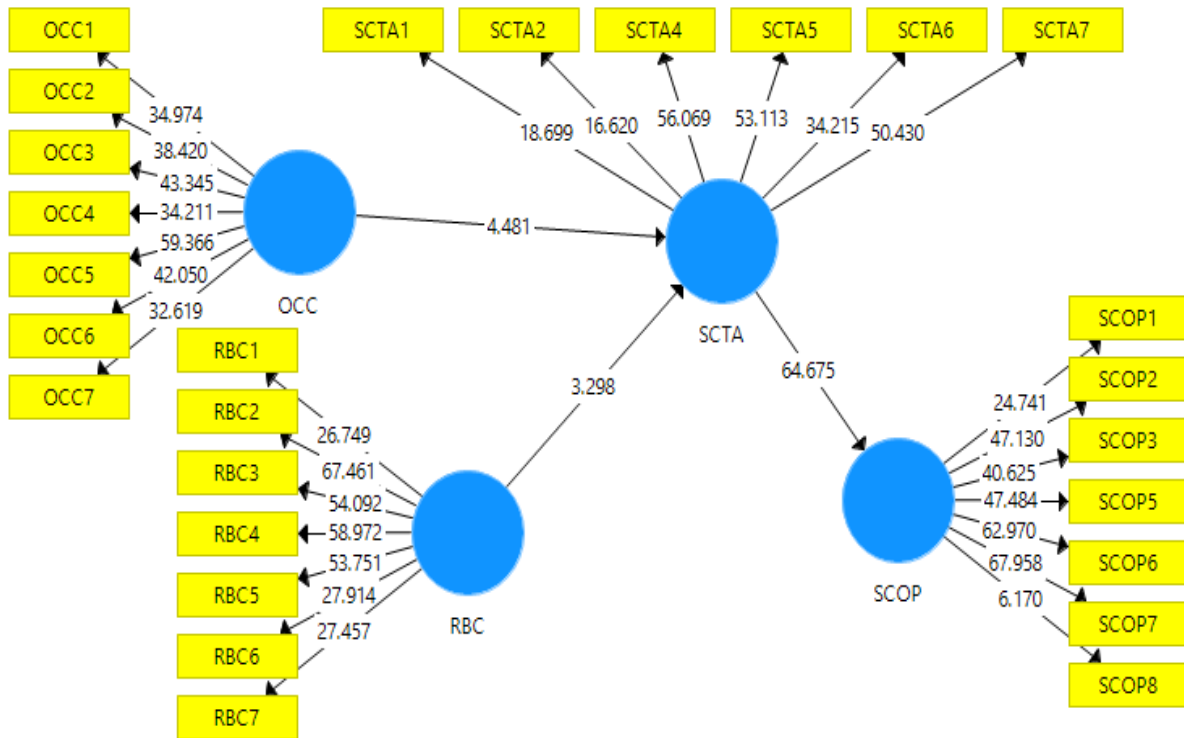 OCC1
OCC2
OCC3
OCC4
OCC5
OCC6
OCC7
34.974
38.420
43.345
34.211
59.366
42.050
32.619
OCC
4.481
SCTA1
SCTA2
SCTA4
SCTA5
SCTA6
SCTA7
18.699
16.620
56.069
53.113
34.215
50.430
SCTA
RBC1
RBC2
RBC3
RBC4
RBC5
RBC6
RBC7
26.749
67.461
54.092
58.972
53.751
27.914
27.457
RBC
3.298
64.675
SCOP
24.741
47.130
40.625
47.484
62.970
67.958
6.170
SCOP1
SCOP2
SCOP3
SCOP5
SCOP6
SCOP7
SCOP8